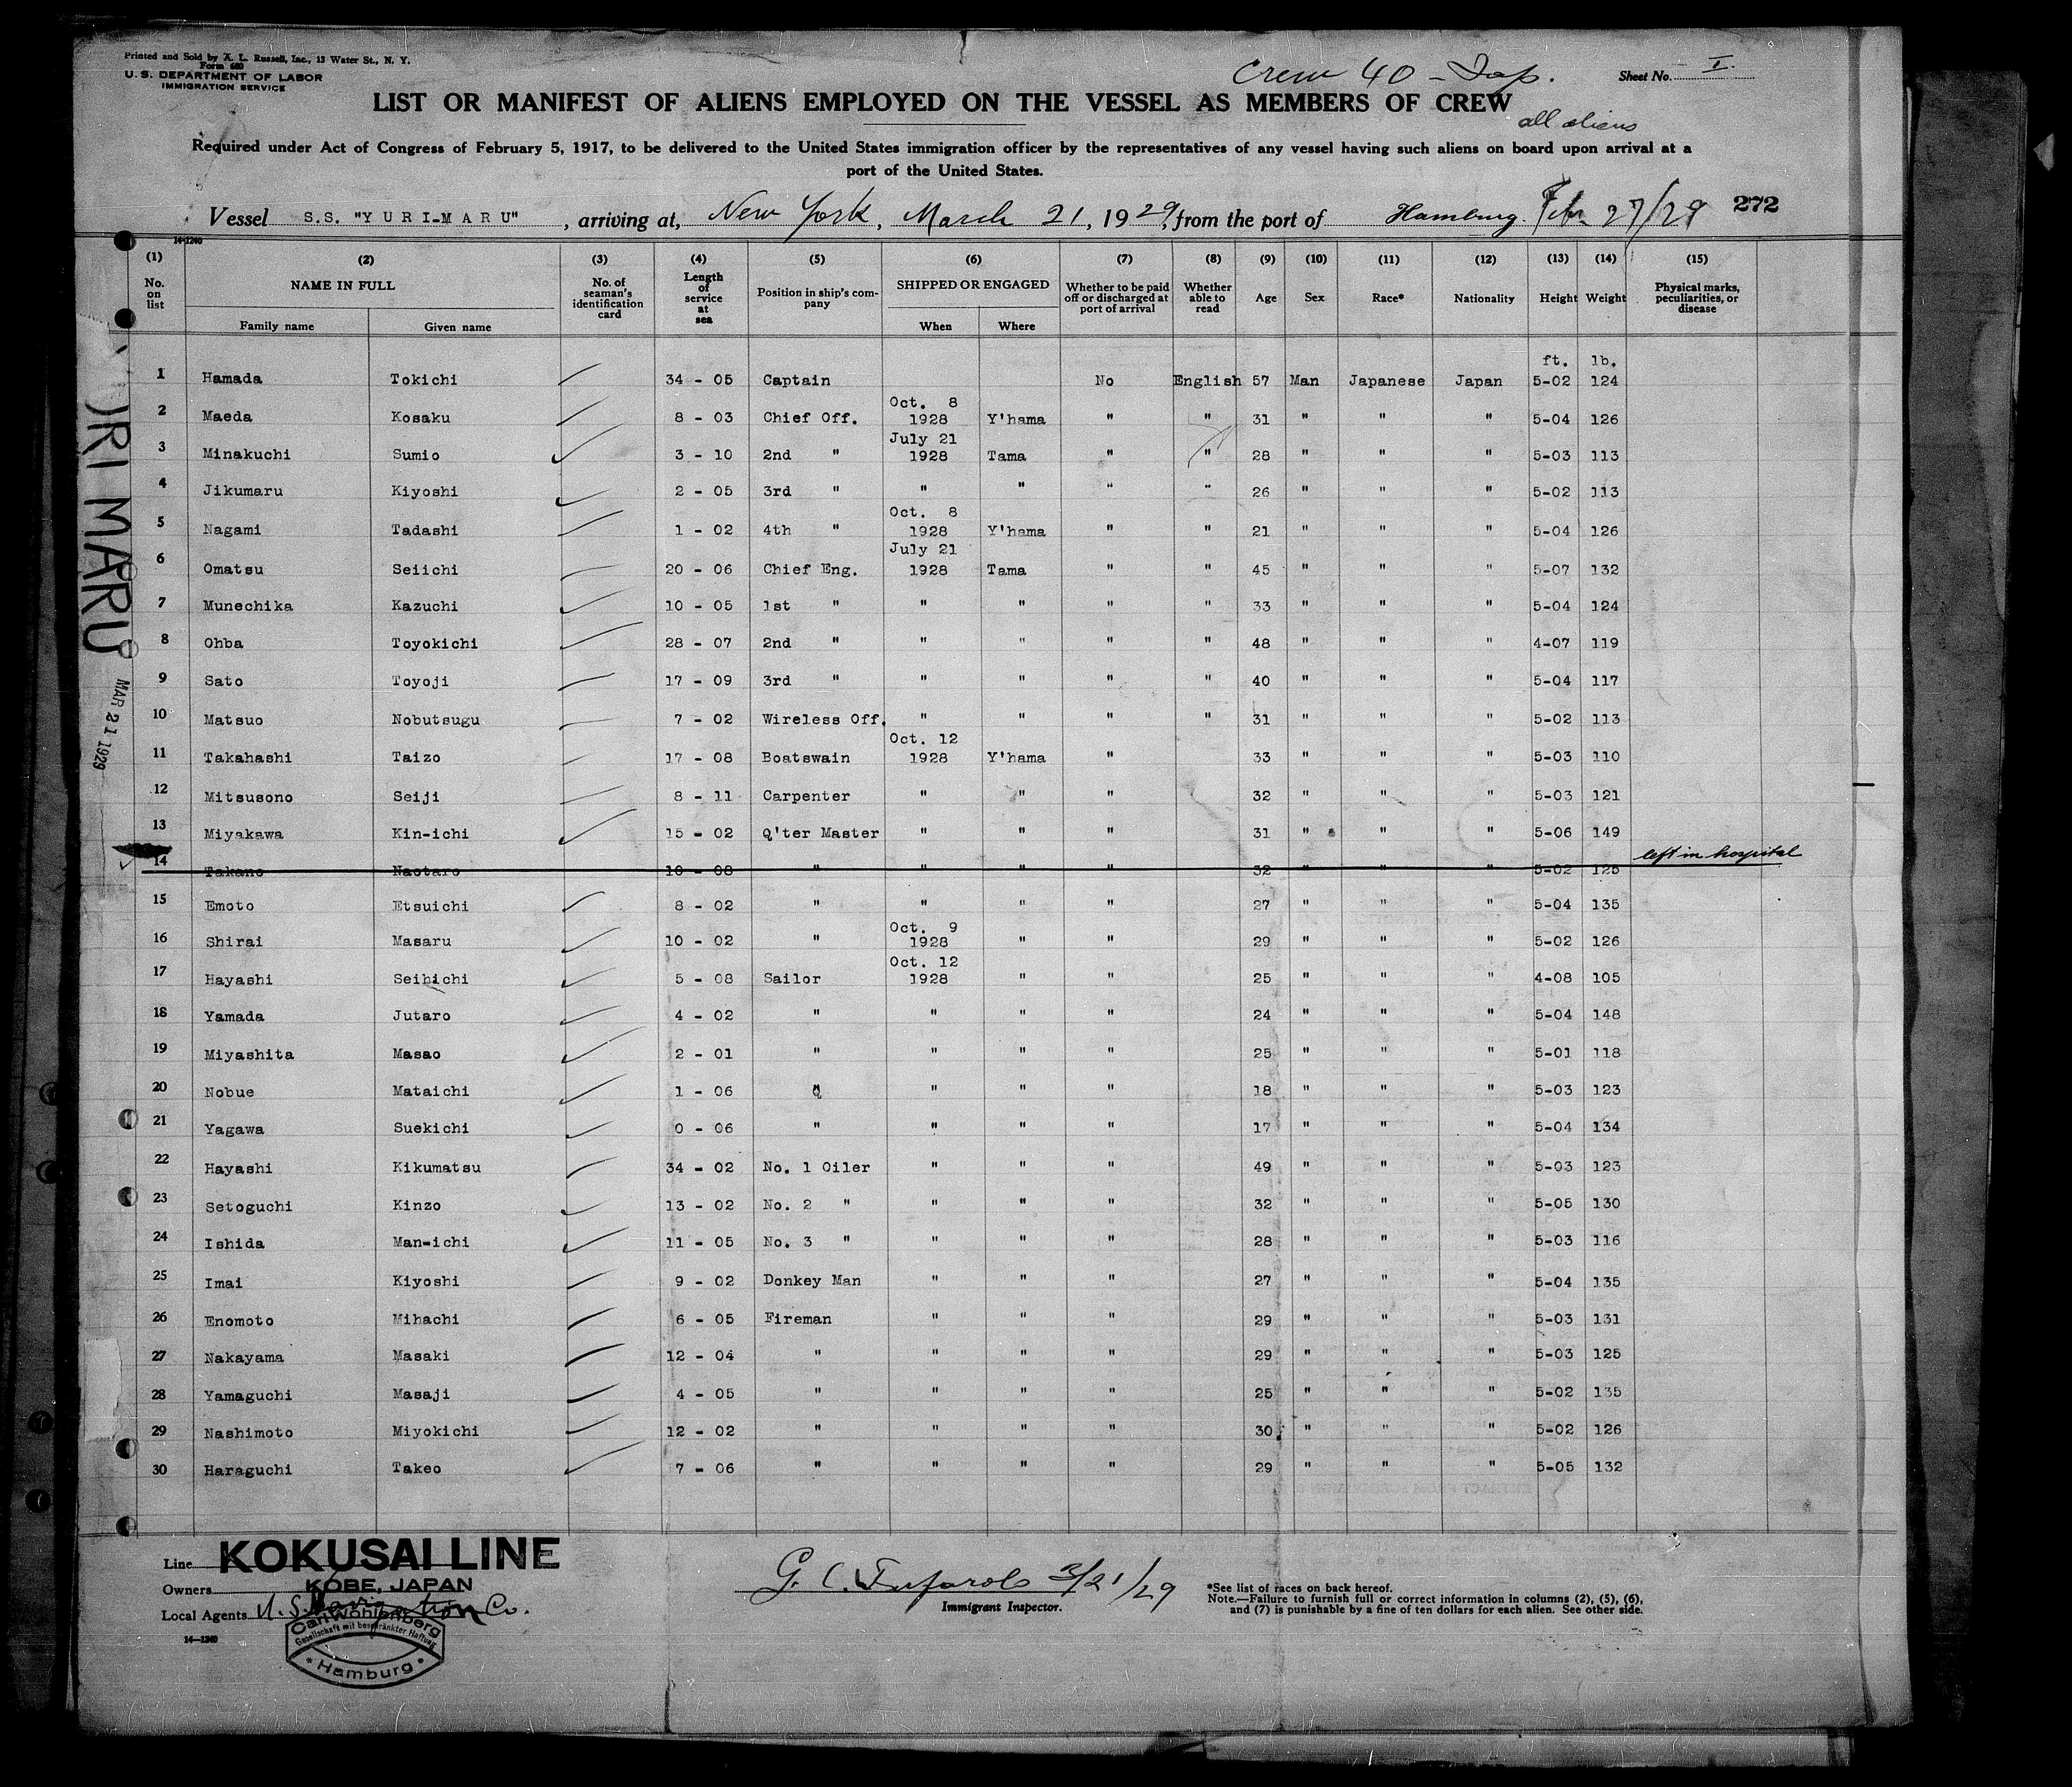 Printed and Sold by A. L. Russell, Inc., 13 Water St., N. Y.
Form 680
U. S. DEPARTMENT OF LABOR
IMMIGRATION SERVICE
Crew 40 - Jap.
Sheet No. I.
LIST OR MANIFEST OF ALIENS EMPLOYED ON THE VESSEL AS MEMBERS OF CREW
all aliens
Required under Act of Congress of February 5, 1917, to be delivered to the United States immigration officer by the representatives of any vessel having such aliens on board upon arrival at a
port of the United States.
Vessel S.S. "YURI-MARU", arriving at, New York, March 21, 1929, from the port of Hamburg. Feb 27/29 272
14-1240
(1) (2) (3) (4) (5) (6) (7) (8) (9) (10) (11) (12) (13) (14) (15)
No. on list NAME IN FULL No. of seaman's identification card Length of service at sea Position in ship's company SHIPPED OR ENGAGED Whether to be paid off or discharged at port of arrival Whether able to read Age Sex Race* Nationality Height Weight Physical marks, peculiarities, or disease
Family name Given name When Where
ft. lb.
1 Hamada Tokichi 34 - 05 Captain No English 57 Man Japanese Japan 5-02 124
2 Maeda Kosaku 8 - 03 Chief Off. Oct. 8 1928 Y'hama " " 31 " " " 5-04 126
3 Minakuchi Sumio 3 - 10 2nd " July 21 1928 Tama " " 28 " " " 5-03 113
4 Jikumaru Kiyoshi 2 - 05 3rd " " " " " 26 " " " 5-02 113
5 Nagami Tadashi 1 - 02 4th " Oct. 8 1928 Y'hama " " 21 " " " 5-04 126
6 Omatsu Seiichi 20 - 06 Chief Eng. July 21 1928 Tama " " 45 " " " 5-07 132
7 Munechika Kazuchi 10 - 05 1st " " " " " 33 " " " 5-04 124
8 Ohba Toyokichi 28 - 07 2nd " " " " " 48 " " " 4-07 119
9 Sato Toyoji 17 - 09 3rd " " " " " 40 " " " 5-04 117
10 Matsuo Nobutsugu 7 - 02 Wireless Off. " " " " 31 " " " 5-02 113
11 Takahashi Taizo 17 - 08 Boatswain Oct. 12 1928 Y'hama " 33 " " " 5-03 110
12 Mitsusono Seiji 8 - 11 Carpenter " " " 32 " " " 5-03 121
13 Miyakawa Kin-ichi 15 - 02 Q'ter Master " " " 31 " " " 5-06 149
14 Takano Naotaro 10 - 08 " " " " 32 " " " 5-02 125 left in hospital
15 Emoto Etsuichi 8 - 02 " " " " 27 " " " 5-04 135
16 Shirai Masaru 10 - 02 " Oct. 9 1928 " " 29 " " " 5-02 126
17 Hayashi Seihichi 5 - 08 Sailor Oct. 12 1928 " " 25 " " " 4-08 105
18 Yamada Jutaro 4 - 02 " " " " 24 " " " 5-04 148
19 Miyashita Masao 2 - 01 " " " " 25 " " " 5-01 118
20 Nobue Mataichi 1 - 06 " " " " 18 " " " 5-03 123
21 Yagawa Suekichi 0 - 06 " " " " 17 " " " 5-04 134
22 Hayashi Kikumatsu 34 - 02 No. 1 Oiler " " " 49 " " " 5-03 123
23 Setoguchi Kinzo 13 - 02 No. 2 " " " " 32 " " " 5-05 130
24 Ishida Man-ichi 11 - 05 No. 3 " " " " 28 " " " 5-03 116
25 Imai Kiyoshi 9 - 02 Donkey Man " " " 27 " " " 5-04 135
26 Enomoto Mihachi 6 - 05 Fireman " " " 29 " " " 5-03 131
27 Nakayama Masaki 12 - 04 " " " " 29 " " " 5-03 125
28 Yamaguchi Masaji 4 - 05 " " " " 25 " " " 5-02 135
29 Nashimoto Miyokichi 12 - 02 " " " " 30 " " " 5-02 126
30 Haraguchi Takeo 7 - 06 " " " " 29 " " " 5-05 132
URI MARU
MAR 21 1929
Line KOKUSAI LINE
Owners KOBE, JAPAN
Local Agents U. S. Navigation Co.
14-1240
Carl Wohlenberg
Gesellschaft mit beschränkter Haftung
Hamburg
G. C. 3/21/29
Immigrant Inspector.
*See list of races on back hereof.
Note.—Failure to furnish full or correct information in columns (2), (5), (6),
and (7) is punishable by a fine of ten dollars for each alien. See other side.